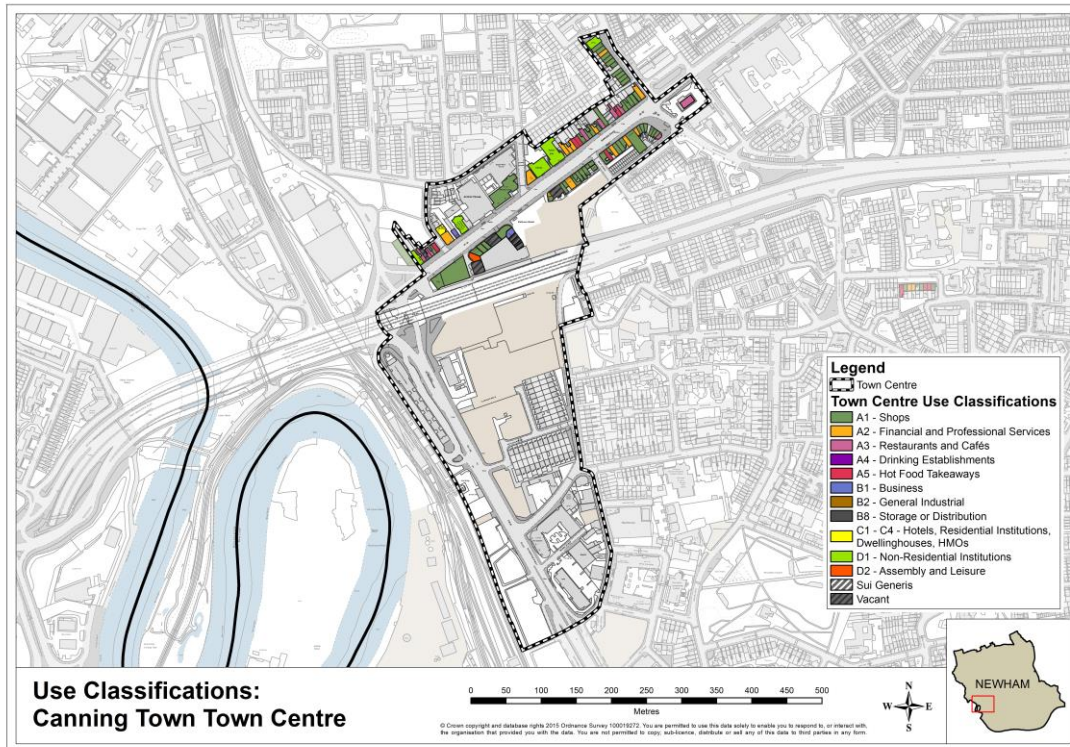 Legend
Town Centre
Town Centre Use Classifications
A1 - Shops
A2 - Financial and Professional Services
A3 - Restaurants and Cafés
A4 - Drinking Establishments
A5 - Hot Food Takeaways
B1 - Business
B2 - General Industrial
B8 - Storage or Distribution
C1 - C4 - Hotels, Residential Institutions,
Dwellinghouses, HMOs
D1 - Non-Residential Institutions
D2 - Assembly and Leisure
Sui Generis
Vacant
NEWHAM
Use Classifications:
Canning Town Town Centre
0 50 100 150 200 250 300 350 400 450 500
Metres
N
W E
S
© Crown copyright and database rights 2015 Ordnance Survey 100019272. You are permitted to use this data solely to enable you to respond to, or interact with,
the organisation that provided you with the data. You are not permitted to copy, sub-licence, distribute or sell any of this data to third parties in any form.